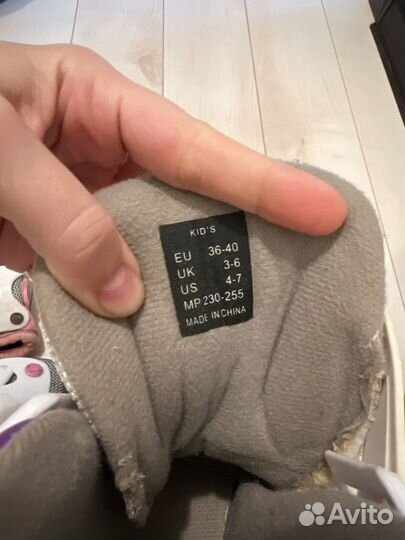 KID'S
EU 36-40
UK 3-6
US 4-7
MP 230-255
MADE IN CHINA
Avito